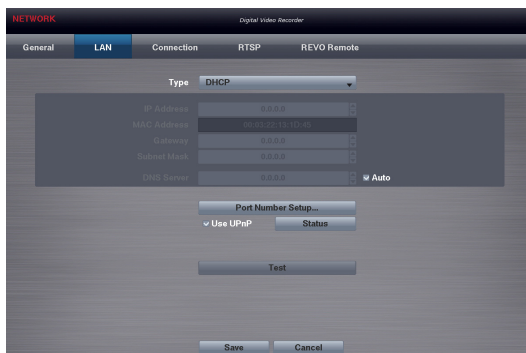 NETWORK
Digital Video Recorder
General LAN Connection RTSP REVO Remote
Type DHCP
IP Address 0.0.0.0
MAC Address 00:03:22:13:1D:45
Gateway 0.0.0.0
Subnet Mask 0.0.0.0
DNS Server 0.0.0.0 Auto
Port Number Setup...
Use UPnP Status
Test
Save Cancel